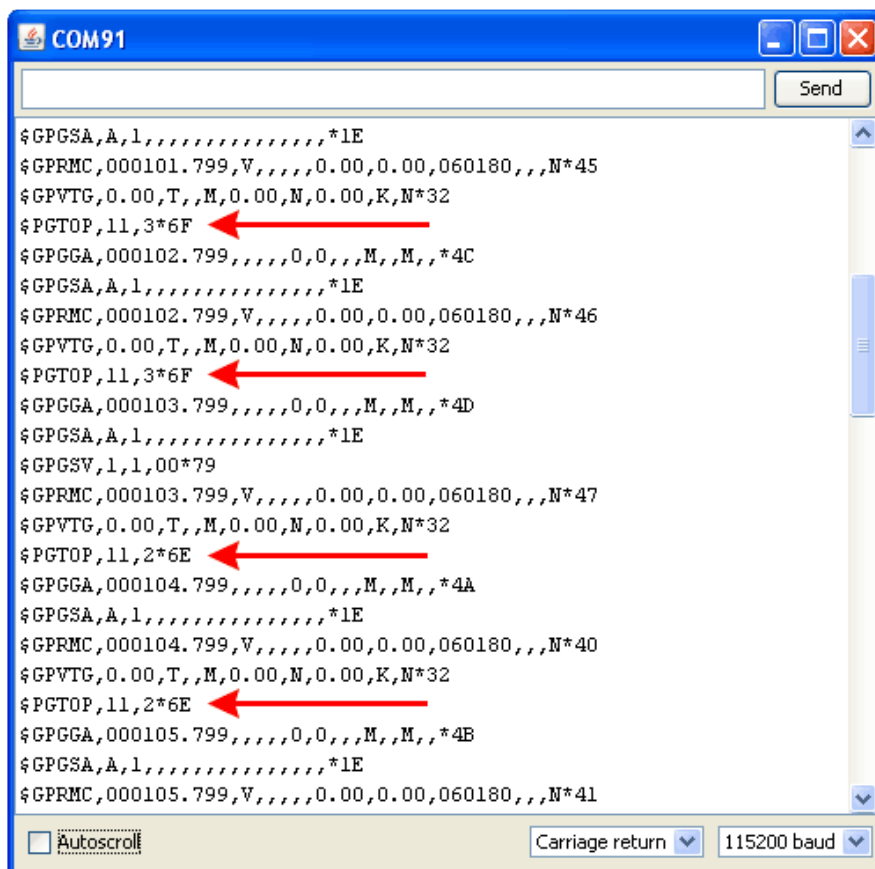 COM91
Send
$GPGSA,A,1,,,,,,,,,,,,,,,*1E
$GPRMC,000101.799,V,,,,,0.00,0.00,060180,,,N*45
$GPVTG,0.00,T,,M,0.00,N,0.00,K,N*32
$PGTOP,11,3*6F
$GPGGA,000102.799,,,,,0,0,,,M,,M,,*4C
$GPGSA,A,1,,,,,,,,,,,,,,,*1E
$GPRMC,000102.799,V,,,,,0.00,0.00,060180,,,N*46
$GPVTG,0.00,T,,M,0.00,N,0.00,K,N*32
$PGTOP,11,3*6F
$GPGGA,000103.799,,,,,0,0,,,M,,M,,*4D
$GPGSA,A,1,,,,,,,,,,,,,,,*1E
$GPGSV,1,1,00*79
$GPRMC,000103.799,V,,,,,0.00,0.00,060180,,,N*47
$GPVTG,0.00,T,,M,0.00,N,0.00,K,N*32
$PGTOP,11,2*6E
$GPGGA,000104.799,,,,,0,0,,,M,,M,,*4A
$GPGSA,A,1,,,,,,,,,,,,,,,*1E
$GPRMC,000104.799,V,,,,,0.00,0.00,060180,,,N*40
$GPVTG,0.00,T,,M,0.00,N,0.00,K,N*32
$PGTOP,11,2*6E
$GPGGA,000105.799,,,,,0,0,,,M,,M,,*4B
$GPGSA,A,1,,,,,,,,,,,,,,,*1E
$GPRMC,000105.799,V,,,,,0.00,0.00,060180,,,N*41
Autoscroll
Carriage return
115200 baud